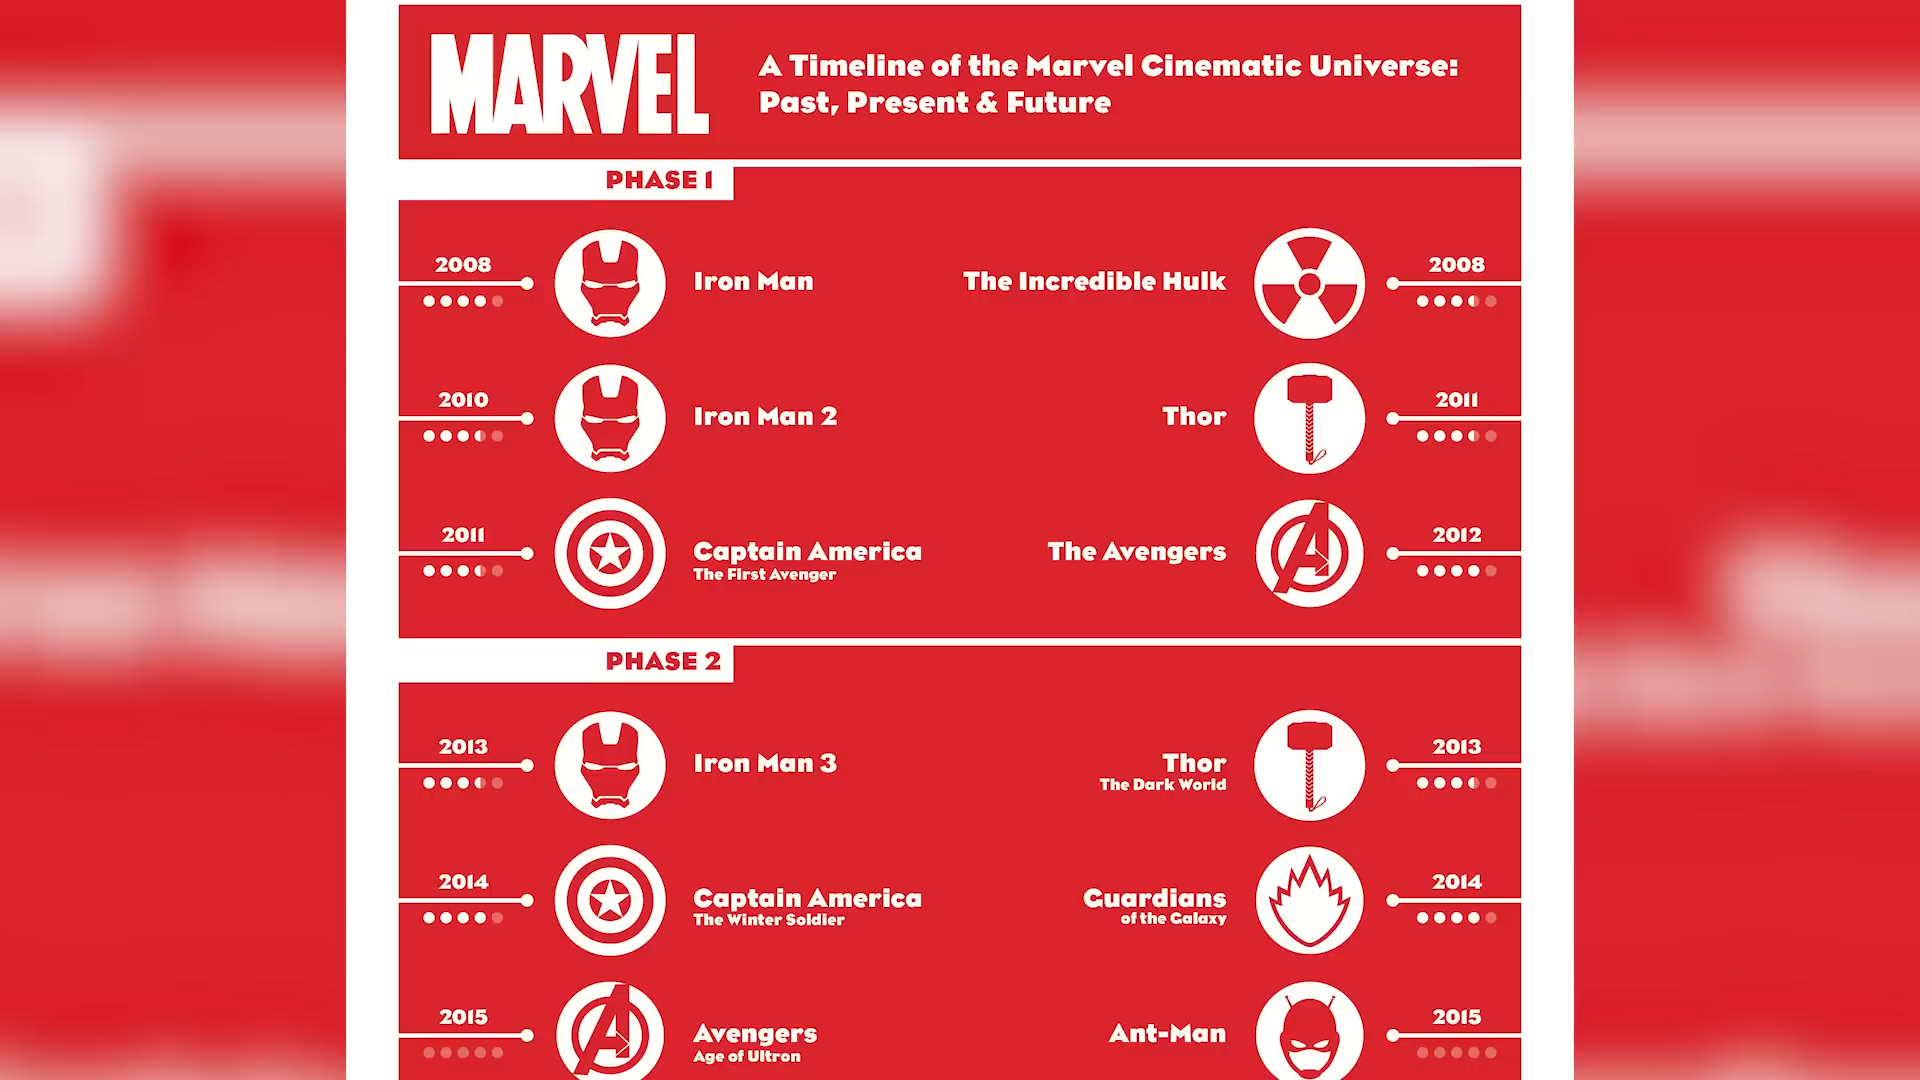 MARVEL
A Timeline of the Marvel Cinematic Universe:
Past, Present & Future
PHASE 1
2008
Iron Man
The Incredible Hulk
2008
2010
Iron Man 2
Thor
2011
2011
Captain America
The First Avenger
The Avengers
2012
PHASE 2
2013
Iron Man 3
Thor
The Dark World
2013
2014
Captain America
The Winter Soldier
Guardians
of the Galaxy
2014
2015
Avengers
Age of Ultron
Ant-Man
2015